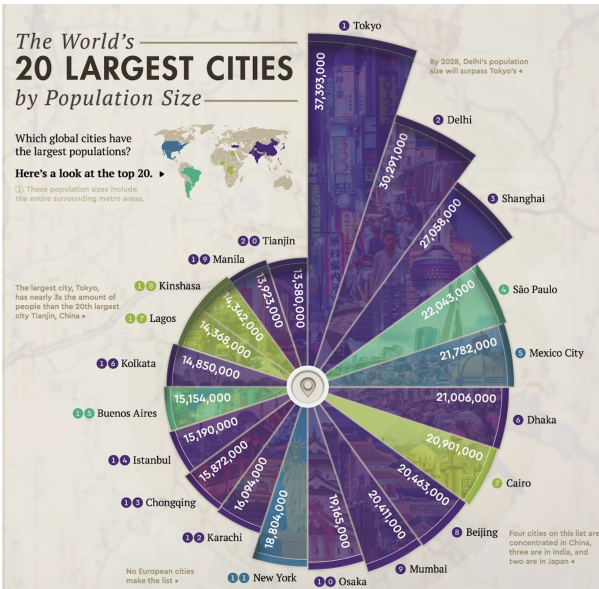 The World's
20 LARGEST CITIES
by Population Size
Which global cities have
the largest populations?
Here's a look at the top 20.
These population sizes include
the entire surrounding metro areas.
1 Tokyo
37,393,000
By 2028, Delhi's population
size will surpass Tokyo's
2 Delhi
30,291,000
3 Shanghai
27,058,000
4 São Paulo
22,043,000
5 Mexico City
21,782,000
6 Dhaka
21,006,000
7 Cairo
20,901,000
8 Beijing
20,463,000
Four cities on this list are
concentrated in China,
three are in India, and
two are in Japan
9 Mumbai
20,411,000
10 Osaka
19,165,000
11 New York
18,804,000
No European cities
make the list
12 Karachi
16,094,000
13 Chongqing
15,872,000
14 Istanbul
15,190,000
15 Buenos Aires
15,154,000
16 Kolkata
14,850,000
17 Lagos
14,368,000
18 Kinshasa
14,342,000
The largest city, Tokyo,
has nearly 3x the amount of
people than the 20th largest
city Tianjin, China
19 Manila
13,923,000
20 Tianjin
13,580,000